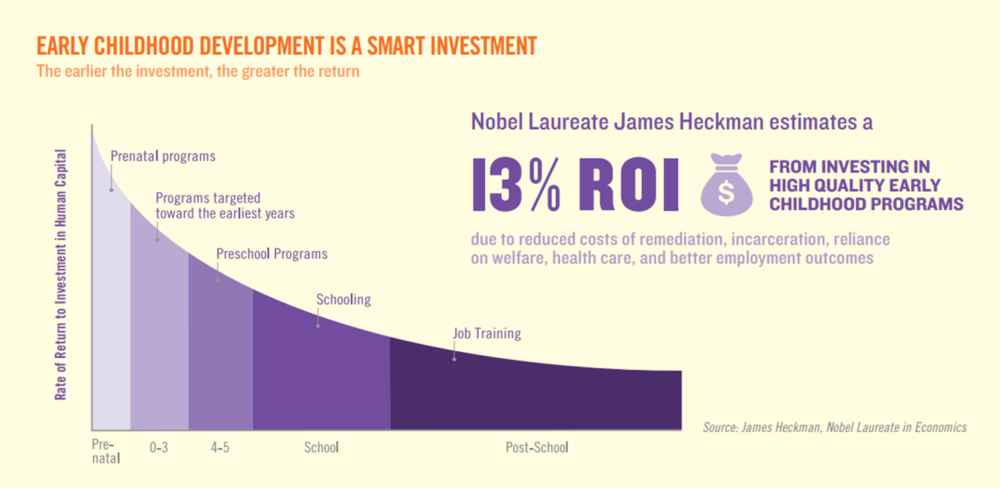 EARLY CHILDHOOD DEVELOPMENT IS A SMART INVESTMENT
The earlier the investment, the greater the return
Nobel Laureate James Heckman estimates a
13% ROI
$
FROM INVESTING IN
HIGH QUALITY EARLY
CHILDHOOD PROGRAMS
due to reduced costs of remediation, incarceration, reliance
on welfare, health care, and better employment outcomes
Rate of Return to Investment in Human Capital
Prenatal programs
Programs targeted
toward the earliest years
Preschool Programs
Schooling
Job Training
Pre-
natal
0-3
4-5
School
Post-School
Source: James Heckman, Nobel Laureate in Economics